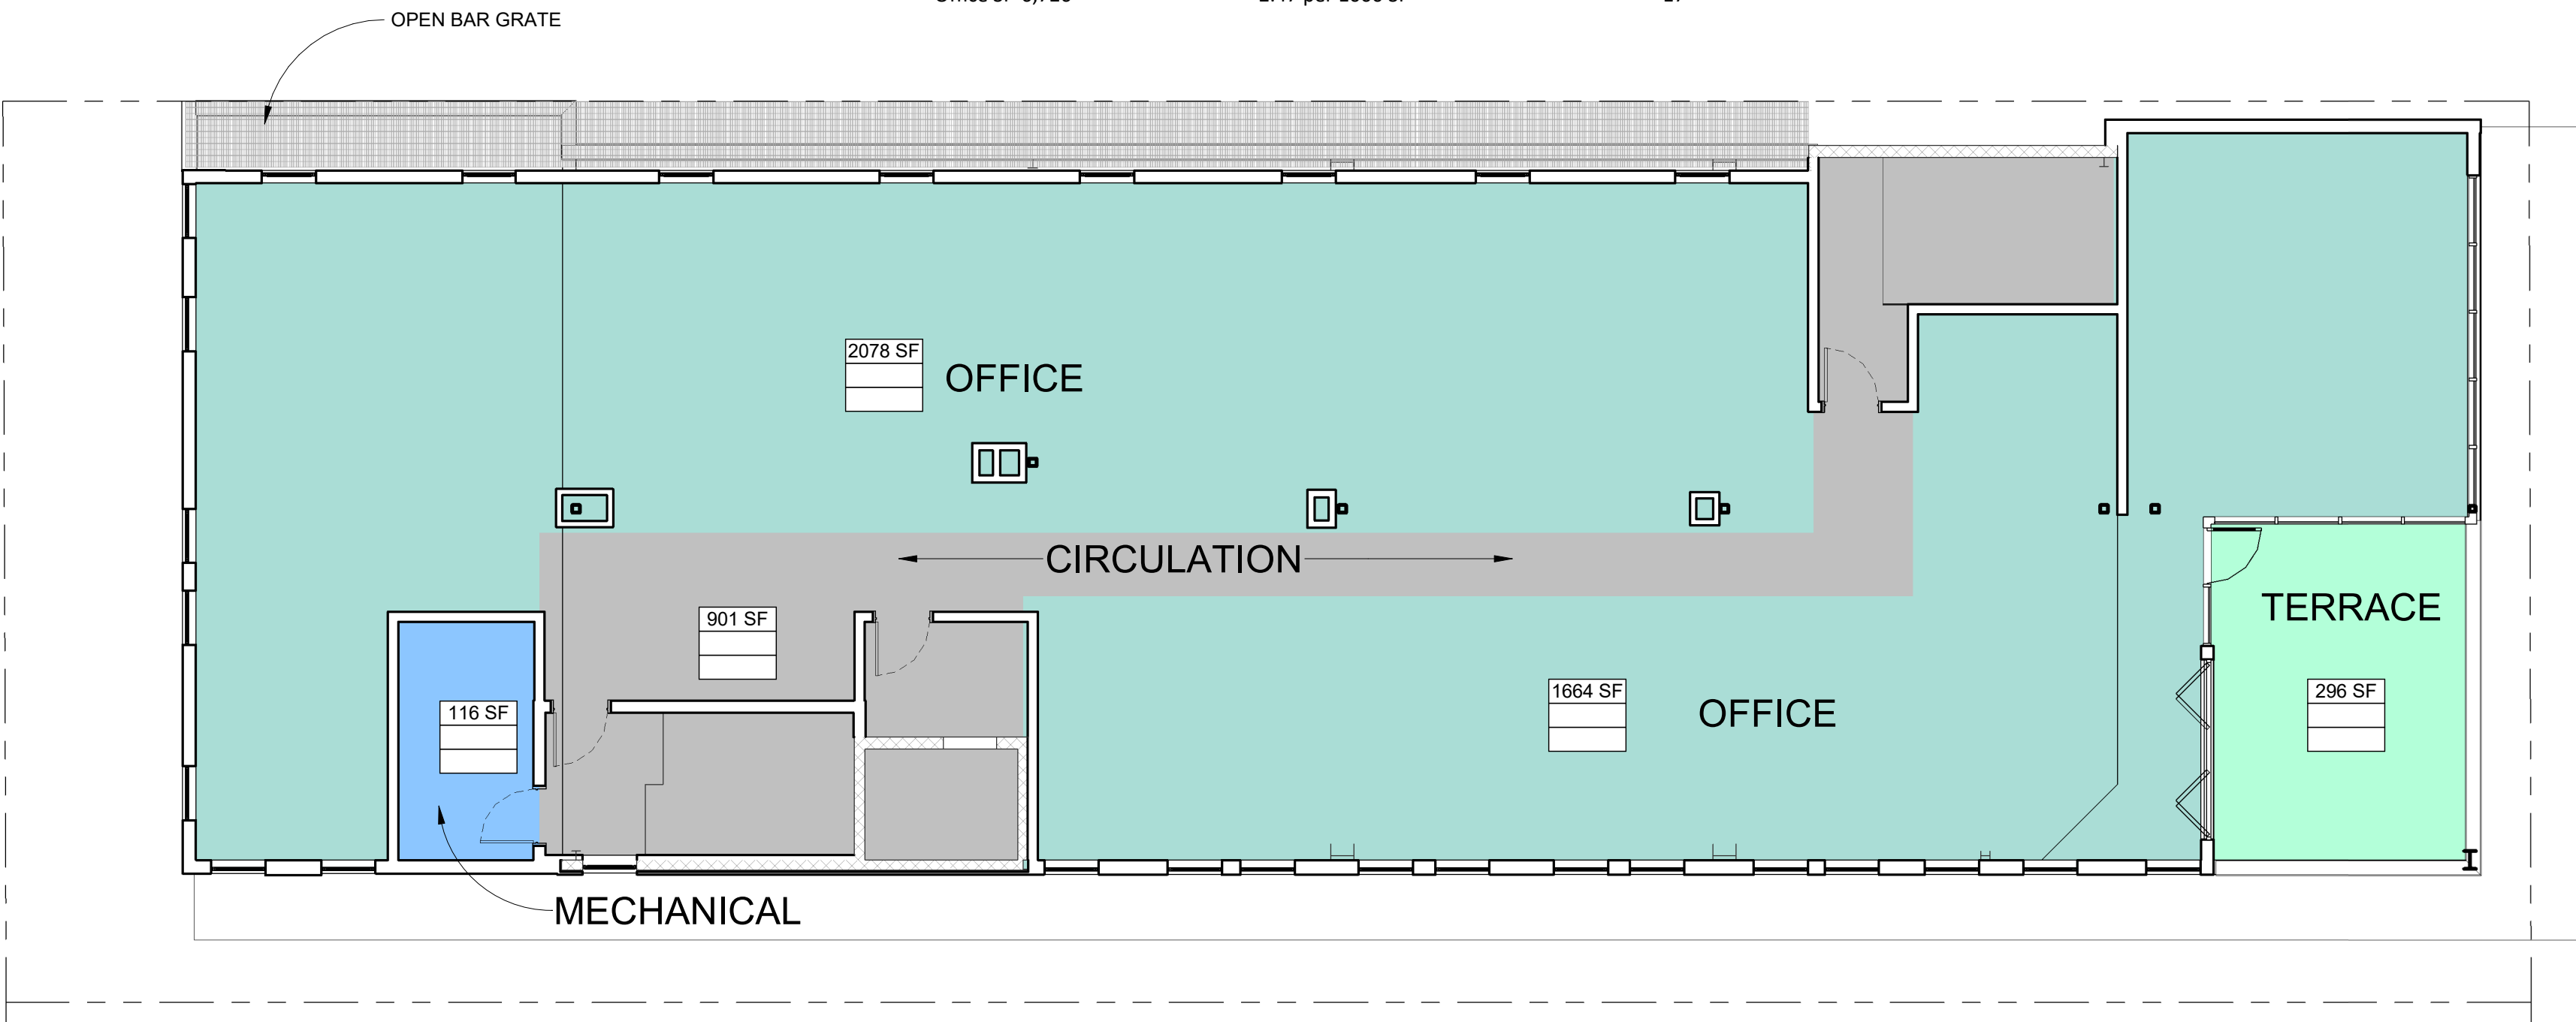 OPEN BAR GRATE
2078 SF
OFFICE
CIRCULATION
901 SF
TERRACE
116 SF
1664 SF
OFFICE
296 SF
MECHANICAL